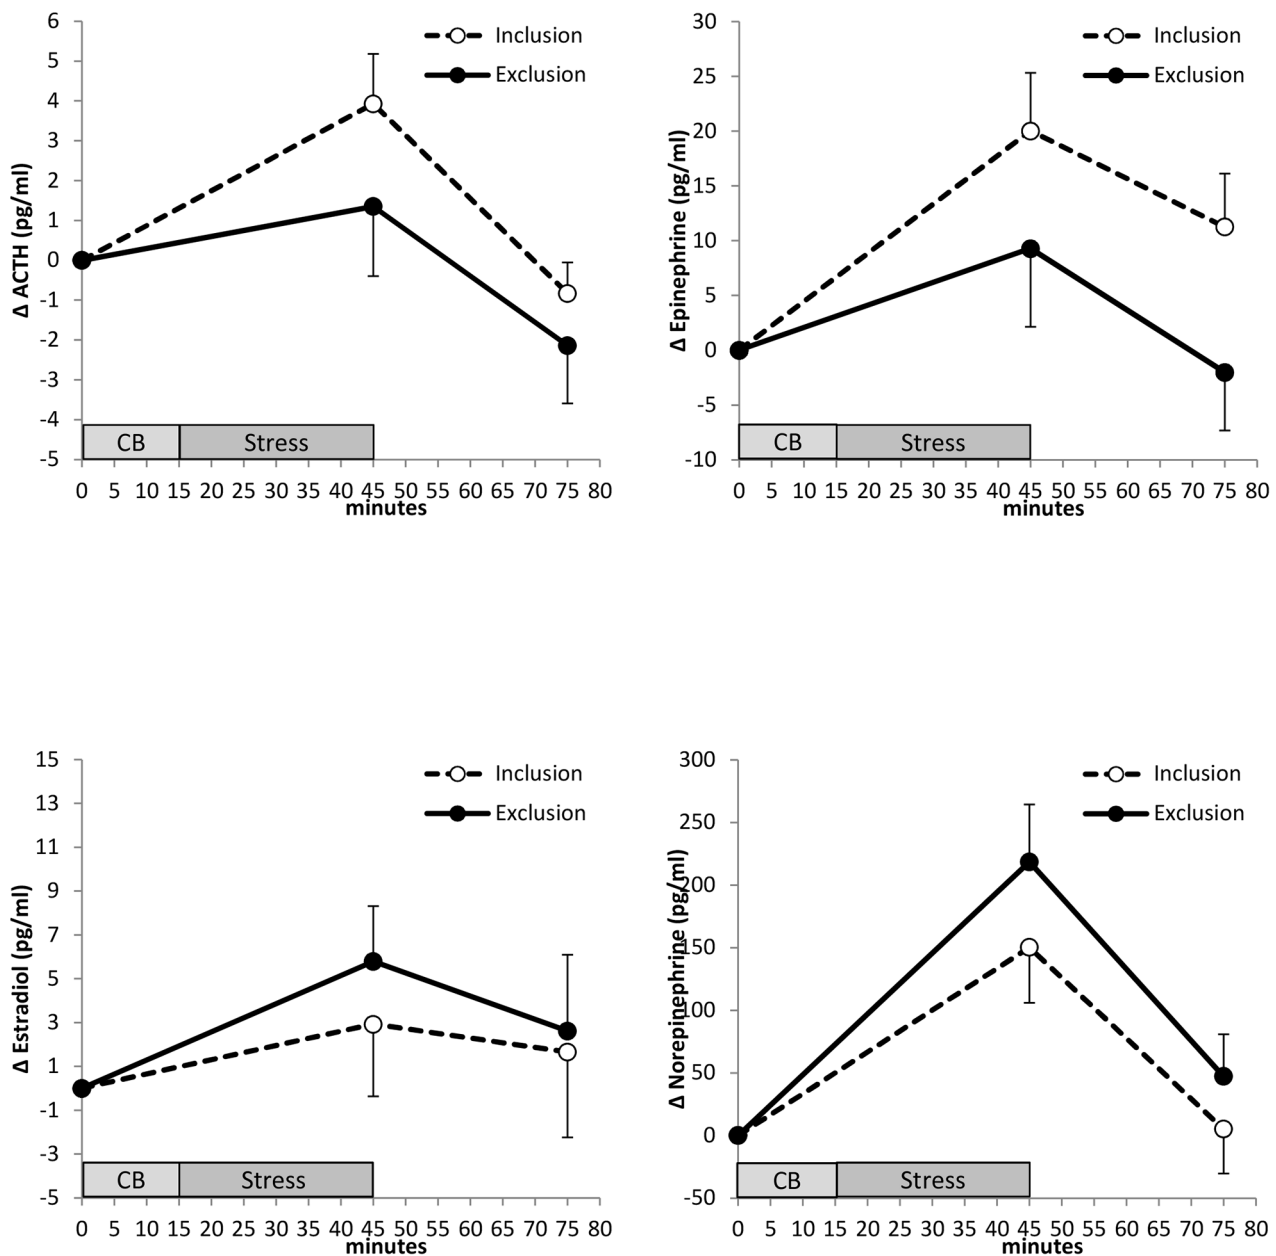 6
5
4
3
2
1
0
-1
-2
-3
-4
-5
Δ ACTH (pg/ml)
Inclusion
Exclusion
CB Stress
0 5 10 15 20 25 30 35 40 45 50 55 60 65 70 75 80
minutes
30
25
20
15
10
5
0
-5
-10
Δ Epinephrine (pg/ml)
Inclusion
Exclusion
CB Stress
0 5 10 15 20 25 30 35 40 45 50 55 60 65 70 75 80
minutes
15
13
11
9
7
5
3
1
-1
-3
-5
Δ Estradiol (pg/ml)
Inclusion
Exclusion
CB Stress
0 5 10 15 20 25 30 35 40 45 50 55 60 65 70 75 80
minutes
300
250
200
150
100
50
0
-50
Δ Norepinephrine (pg/ml)
Inclusion
Exclusion
CB Stress
0 5 10 15 20 25 30 35 40 45 50 55 60 65 70 75 80
minutes